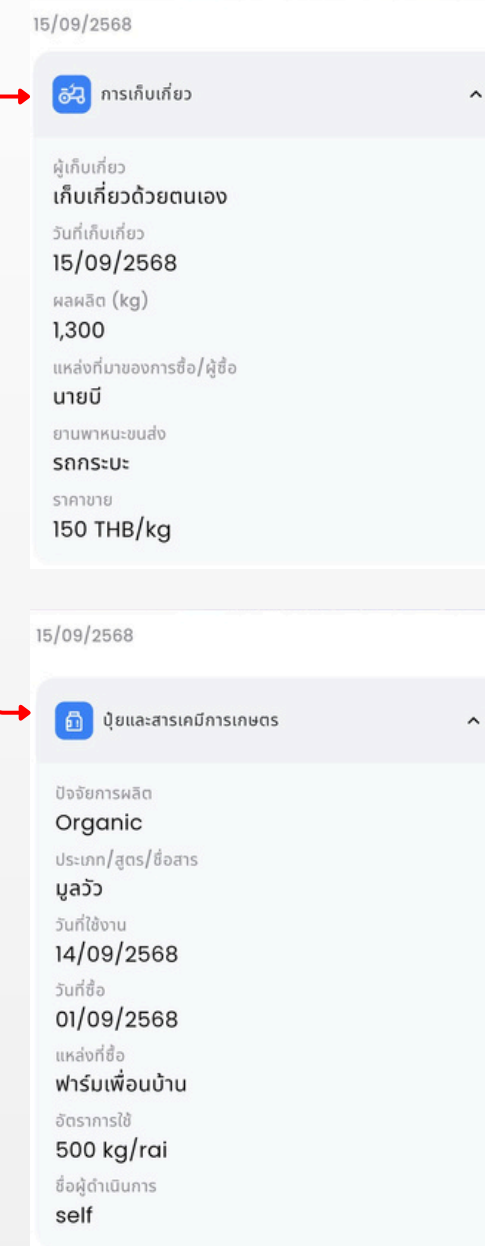 15/09/2568
การเก็บเกี่ยว
ผู้เก็บเกี่ยว
เก็บเกี่ยวด้วยตนเอง
วันที่เก็บเกี่ยว
15/09/2568
ผลผลิต (kg)
1,300
แหล่งที่มาของการซื้อ/ผู้ซื้อ
นายบี
ยานพาหนะขนส่ง
รถกระบะ
ราคาขาย
150 THB/kg
15/09/2568
ปุ๋ยและสารเคมีการเกษตร
ปัจจัยการผลิต
Organic
ประเภท/สูตร/ชื่อสาร
มูลวัว
วันที่ใช้งาน
14/09/2568
วันที่ซื้อ
01/09/2568
แหล่งที่ซื้อ
ฟาร์มเพื่อนบ้าน
อัตราการใช้
500 kg/rai
ชื่อผู้ดำเนินการ
self